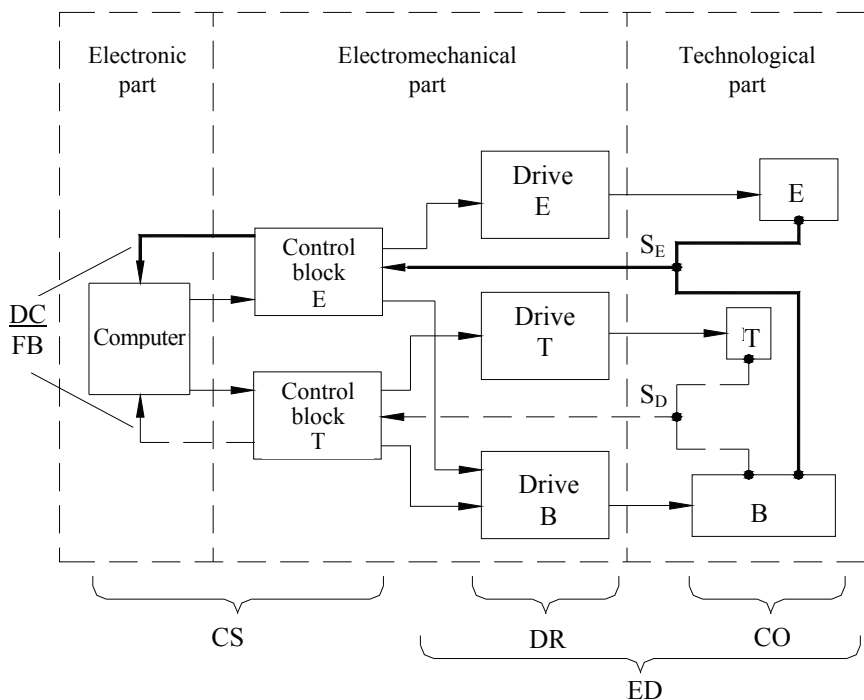 Electronic
part
Electromechanical
part
Technological
part
Drive
E
E
Control
block
E
S_E
DC
FB
Computer
Drive
T
T
Control
block
T
S_D
Drive
B
B
CS
DR
CO
ED